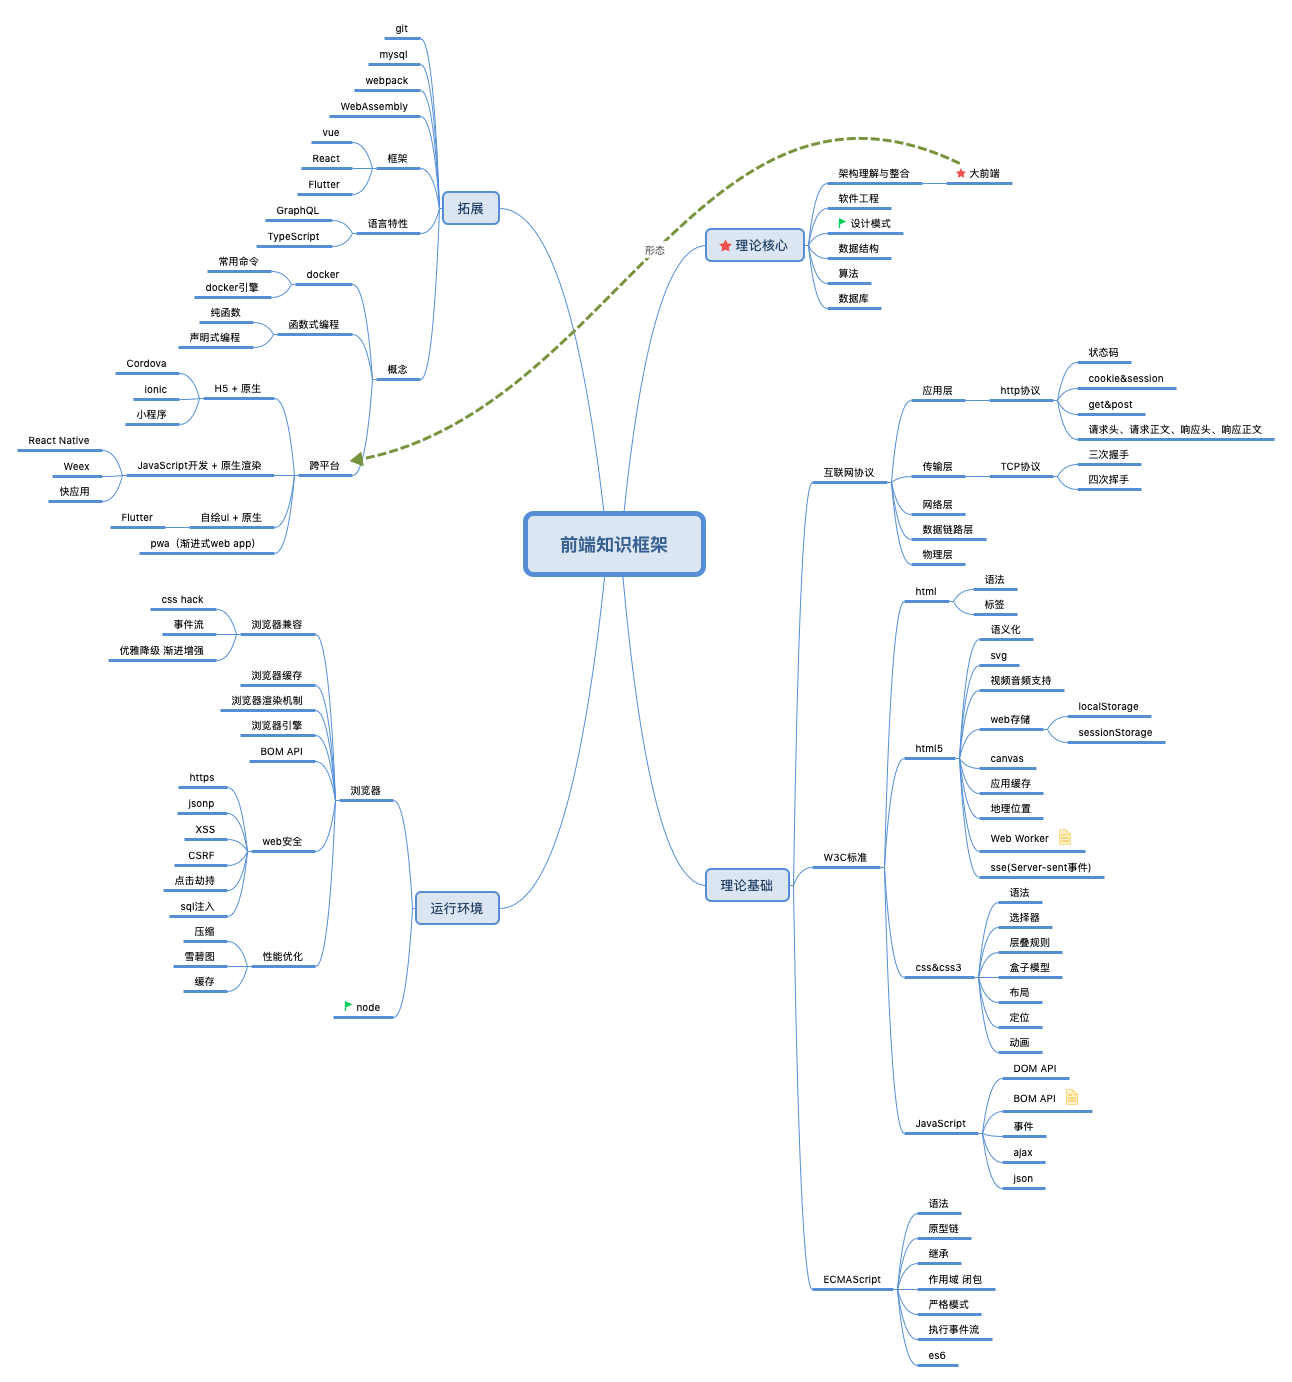 前端知识框架
理论核心
架构理解与整合
大前端
软件工程
设计模式
数据结构
算法
数据库
形态
理论基础
互联网协议
应用层
http协议
状态码
cookie&session
get&post
请求头、请求正文、响应头、响应正文
传输层
TCP协议
三次握手
四次挥手
网络层
数据链路层
物理层
W3C标准
html
语法
标签
html5
语义化
svg
视频音频支持
web存储
localStorage
sessionStorage
canvas
应用缓存
地理位置
Web Worker
sse(Server-sent事件)
css&css3
语法
选择器
层叠规则
盒子模型
布局
定位
动画
JavaScript
DOM API
BOM API
事件
ajax
json
ECMAScript
语法
原型链
继承
作用域 闭包
严格模式
执行事件流
es6
拓展
git
mysql
webpack
WebAssembly
框架
vue
React
Flutter
语言特性
GraphQL
TypeScript
概念
docker
常用命令
docker引擎
函数式编程
纯函数
声明式编程
跨平台
H5 + 原生
Cordova
ionic
小程序
JavaScript开发 + 原生渲染
React Native
Weex
快应用
自绘ui + 原生
Flutter
pwa（渐进式web app)
运行环境
浏览器
浏览器兼容
css hack
事件流
优雅降级 渐进增强
浏览器缓存
浏览器渲染机制
浏览器引擎
BOM API
web安全
https
jsonp
XSS
CSRF
点击劫持
sql注入
性能优化
压缩
雪碧图
缓存
node